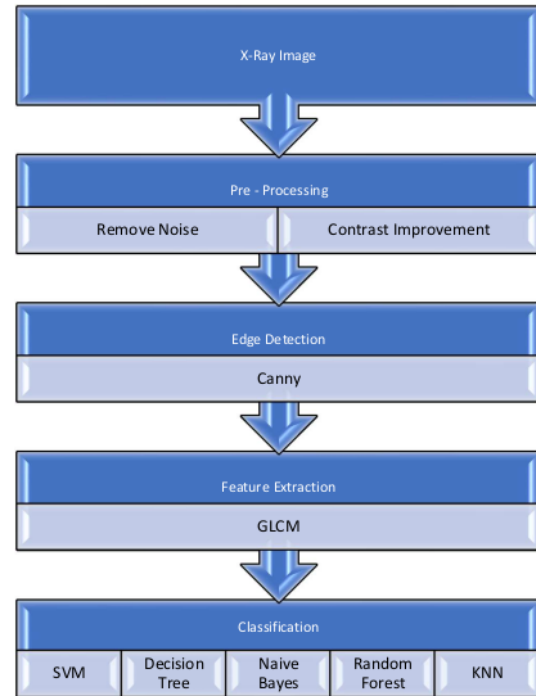 X-Ray Image
Pre - Processing
Remove Noise
Contrast Improvement
Edge Detection
Canny
Feature Extraction
GLCM
Classification
SVM
Decision
Tree
Naive
Bayes
Random
Forest
KNN